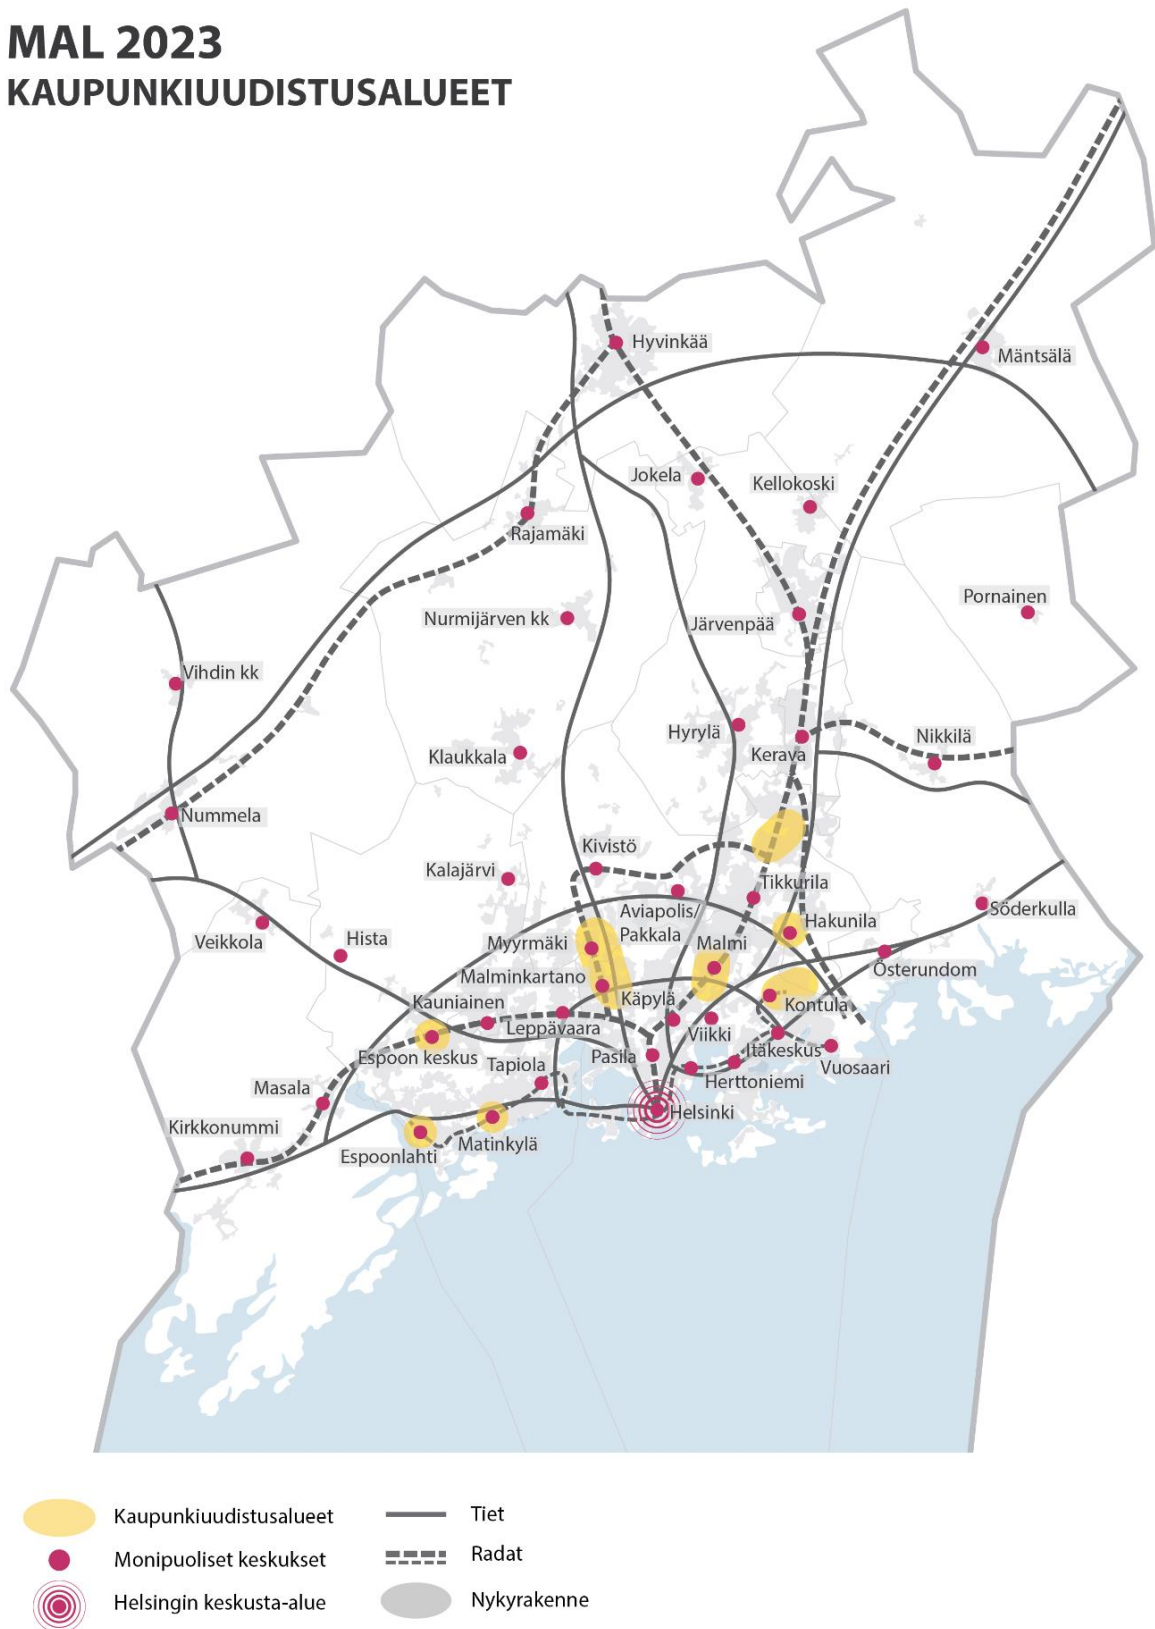 MAL 2023
KAUPUNKIUUDISTUSALUEET
Hyvinkää
Mäntsälä
Jokela
Kellokoski
Rajamäki
Pornainen
Nurmijärven kk
Järvenpää
Vihdin kk
Hyrylä
Nikkilä
Klaukkala
Kerava
Nummela
Kivistö
Kalajärvi
Tikkurila
Aviapolis/
Pakkala
Söderkulla
Hakunila
Veikkola
Hista
Myyrmäki
Malmi
Östersundom
Malminkartano
Käpylä
Kontula
Kauniainen
Leppävaara
Viikki
Itäkeskus
Espoon keskus
Pasila
Vuosaari
Tapiola
Herttoniemi
Masala
Helsinki
Kirkkonummi
Matinkylä
Espoonlahti
Kaupunkiuudistusalueet
Tiet
Monipuoliset keskukset
Radat
Helsingin keskusta-alue
Nykyrakenne